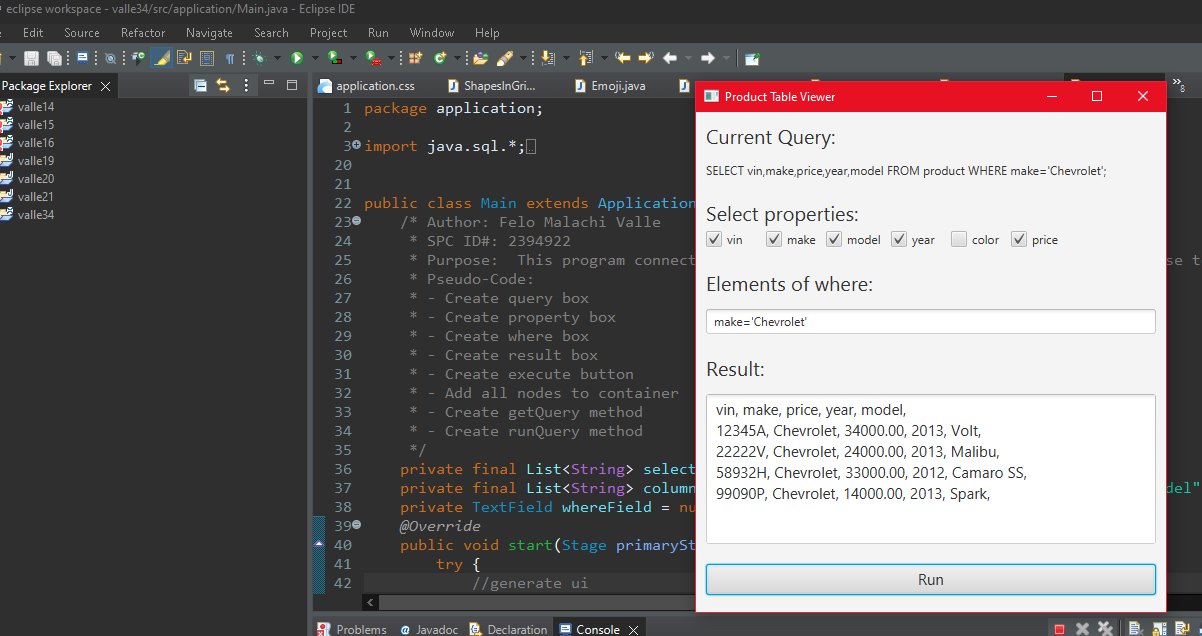 eclipse workspace - valle34/src/application/Main.java - Eclipse IDE
Edit Source Refactor Navigate Search Project Run Window Help
Package Explorer
valle14
valle15
valle16
valle19
valle20
valle21
valle34
application.css ShapesInGri... Emoji.java
8
1 package application;
2
3 import java.sql.*;
20
21
22 public class Main extends Application
23 /* Author: Felo Malachi Valle
24 * SPC ID#: 2394922
25 * Purpose: This program connect se t
26 * Pseudo-Code:
27 * - Create query box
28 * - Create property box
29 * - Create where box
30 * - Create result box
31 * - Create execute button
32 * - Add all nodes to container
33 * - Create getQuery method
34 * - Create runQuery method
35 */
36 private final List<String> select
37 private final List<String> column del"
38 private TextField whereField = nu
39 @Override
40 public void start(Stage primarySt
41 try {
42 //generate ui
Problems Javadoc Declaration Console
Product Table Viewer
Current Query:
SELECT vin,make,price,year,model FROM product WHERE make='Chevrolet';
Select properties:
vin make model year color price
Elements of where:
make='Chevrolet'
Result:
vin, make, price, year, model,
12345A, Chevrolet, 34000.00, 2013, Volt,
22222V, Chevrolet, 24000.00, 2013, Malibu,
58932H, Chevrolet, 33000.00, 2012, Camaro SS,
99090P, Chevrolet, 14000.00, 2013, Spark,
Run